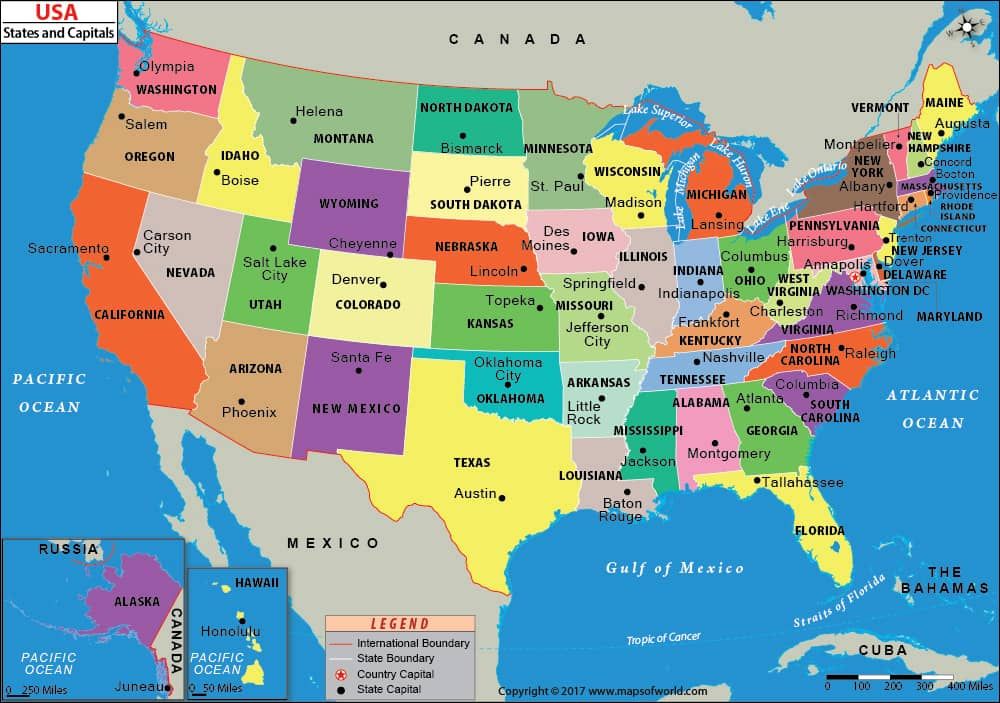 USA
States and Capitals
CANADA
Olympia
WASHINGTON
Salem
OREGON
Helena
MONTANA
IDAHO
Boise
NORTH DAKOTA
Bismarck
MINNESOTA
St. Paul
Lake Superior
Lake Huron
Lake Michigan
Lake Ontario
Lake Erie
WISCONSIN
Madison
MICHIGAN
Lansing
VERMONT
Montpelier
MAINE
Augusta
NEW
HAMPSHIRE
Concord
Boston
MASSACHUSETTS
Providence
RHODE
ISLAND
CONNECTICUT
Hartford
NEW
YORK
Albany
Pierre
SOUTH DAKOTA
WYOMING
Cheyenne
NEBRASKA
Lincoln
Des
Moines
IOWA
ILLINOIS
Springfield
INDIANA
Indianapolis
Columbus
OHIO
PENNSYLVANIA
Harrisburg
Trenton
NEW JERSEY
Dover
DELAWARE
Annapolis
WASHINGTON DC
MARYLAND
WEST
VIRGINIA
Charleston
Richmond
VIRGINIA
Sacramento
Carson
City
NEVADA
CALIFORNIA
Salt Lake
City
UTAH
Denver
COLORADO
Topeka
KANSAS
MISSOURI
Jefferson
City
Frankfort
KENTUCKY
Nashville
TENNESSEE
NORTH
CAROLINA
Raleigh
Columbia
SOUTH
CAROLINA
ARIZONA
Phoenix
Santa Fe
NEW MEXICO
Oklahoma
City
OKLAHOMA
ARKANSAS
Little
Rock
MISSISSIPPI
Jackson
ALABAMA
Montgomery
Atlanta
GEORGIA
TEXAS
Austin
LOUISIANA
Baton
Rouge
Tallahassee
FLORIDA
PACIFIC
OCEAN
ATLANTIC
OCEAN
MEXICO
Gulf of Mexico
Straits of Florida
THE
BAHAMAS
Tropic of Cancer
CUBA
RUSSIA
ALASKA
CANADA
PACIFIC
OCEAN
Juneau
0 250 Miles
HAWAII
Honolulu
PACIFIC
OCEAN
0 50 Miles
LEGEND
International Boundary
State Boundary
Country Capital
State Capital
Copyright © 2017 www.mapsofworld.com
0 100 200 300 400 Miles